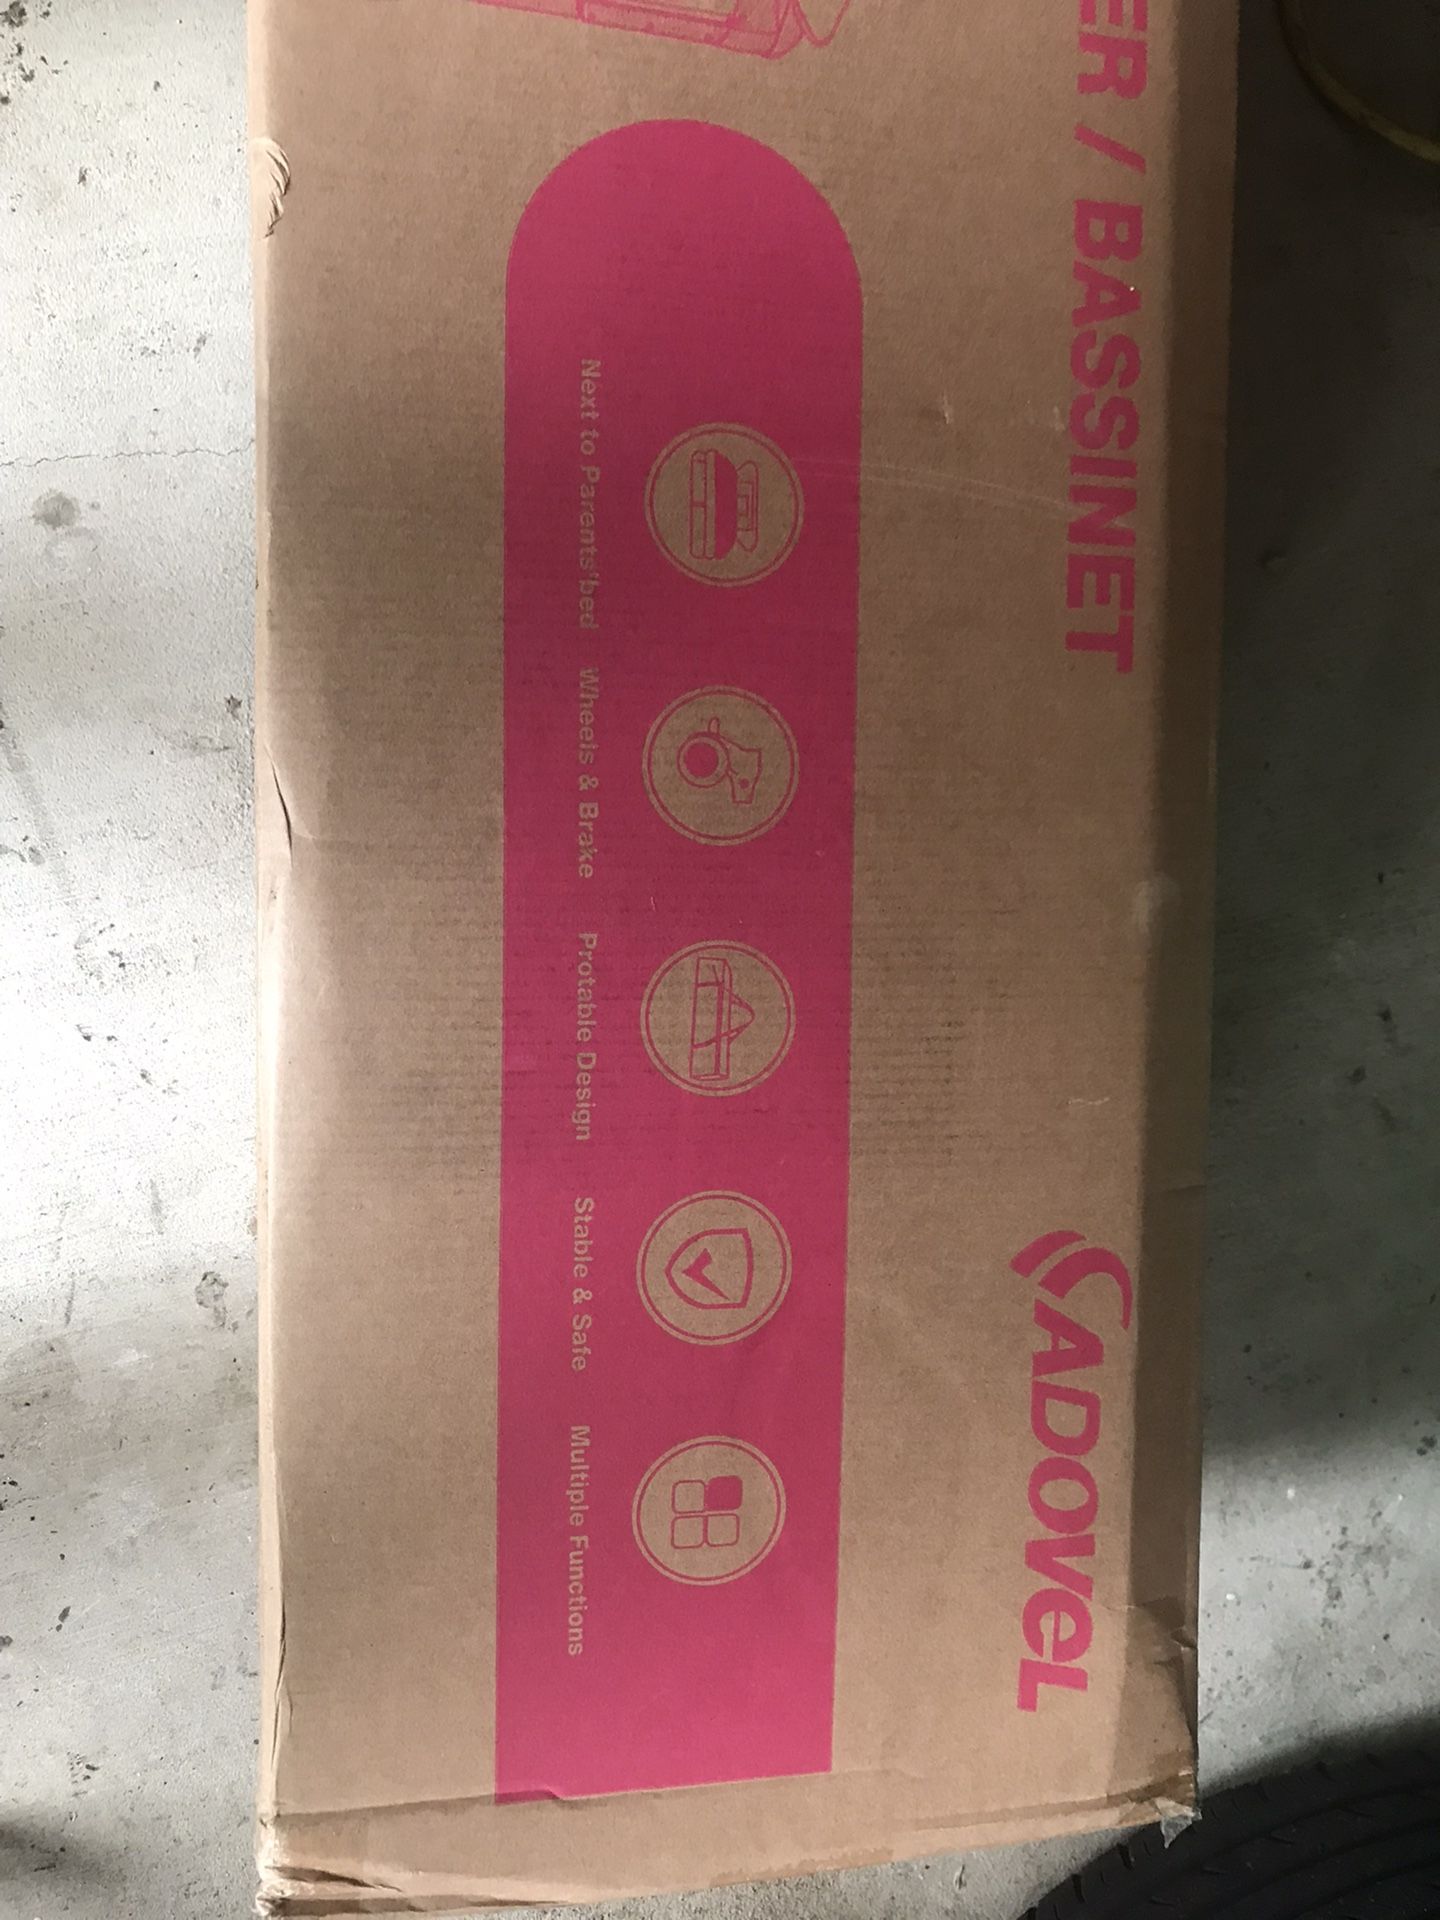 ER / BASSINET
ADOVEL
Next to Parents'bed
Wheels & Brake
Protable Design
Stable & Safe
Multiple Functions